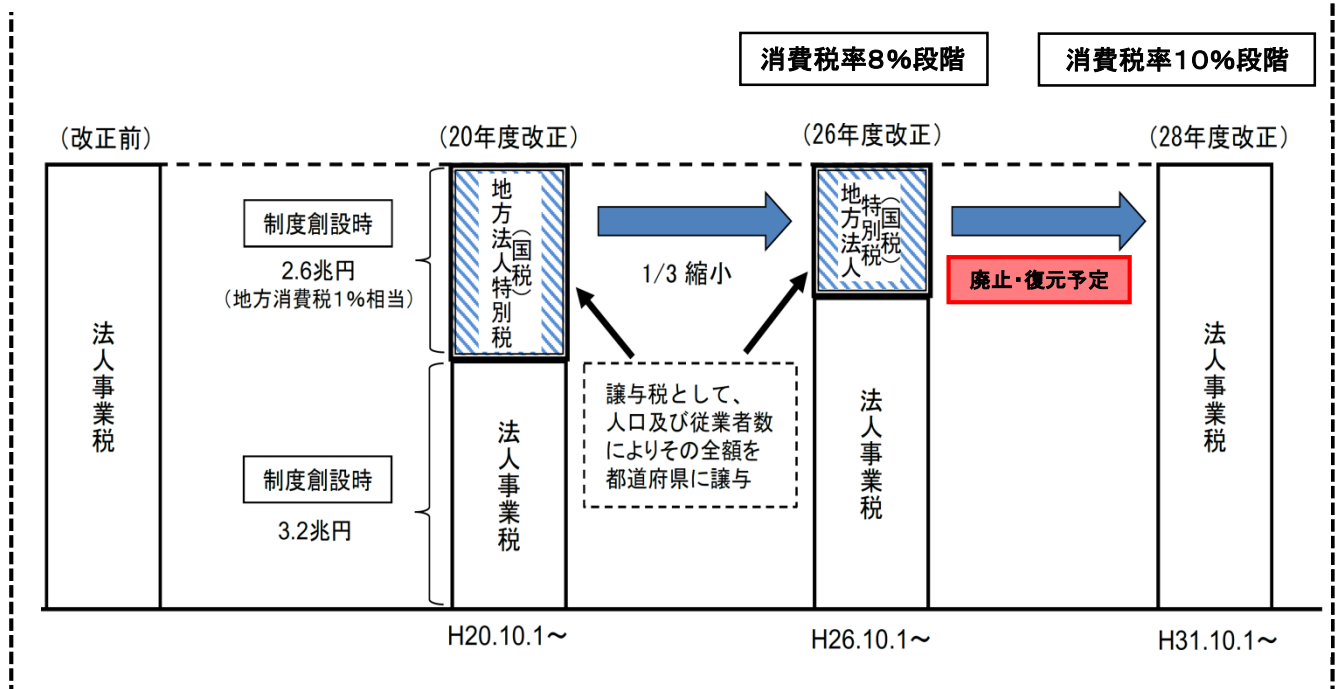 消費税率8%段階
消費税率10%段階
(改正前)
(20年度改正)
(26年度改正)
(28年度改正)
法人事業税
制度創設時
2.6兆円
(地方消費税1%相当)
制度創設時
3.2兆円
地方法人特別税
(国税)
法人事業税
1/3 縮小
譲与税として、
人口及び従業者数
によりその全額を
都道府県に譲与
地方法人
特別税
(国税)
法人事業税
廃止・復元予定
法人事業税
H20.10.1~
H26.10.1~
H31.10.1~